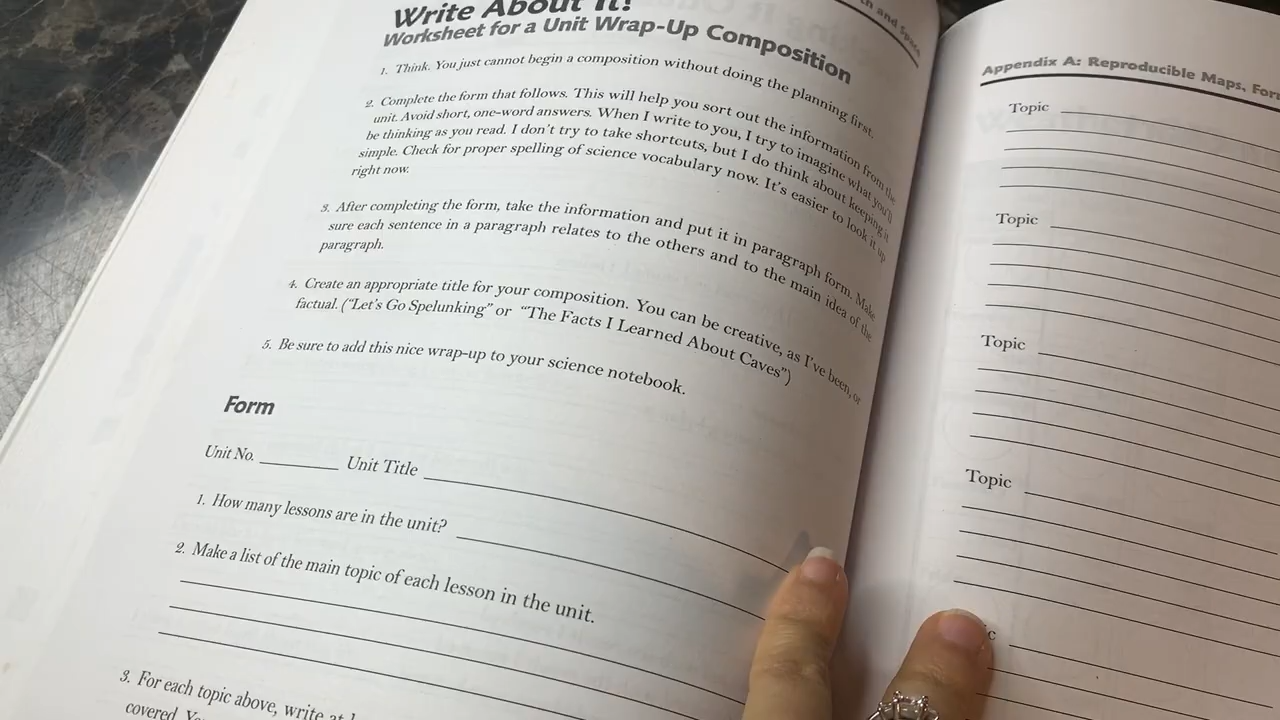 Write About It!
Worksheet for a Unit Wrap-Up Composition
1. Think. You just cannot begin a composition without doing the planning first.
2. Complete the form that follows. This will help you sort out the information from the
unit. Avoid short, one-word answers. When I write to you, I try to imagine what you'll
be thinking as you read. I don't try to take shortcuts, but I do think about keeping it
simple. Check for proper spelling of science vocabulary now. It's easier to look it up
right now.
3. After completing the form, take the information and put it in paragraph form. Make
sure each sentence in a paragraph relates to the others and to the main idea of the
paragraph.
4. Create an appropriate title for your composition. You can be creative, as I've been, or
factual. ("Let's Go Spelunking" or "The Facts I Learned About Caves")
5. Be sure to add this nice wrap-up to your science notebook.
Form
Unit No. Unit Title
1. How many lessons are in the unit?
2. Make a list of the main topic of each lesson in the unit.
3. For each topic above, write at
covered.
and Space
Appendix A: Reproducible Maps,
Topic
Topic
Topic
Topic